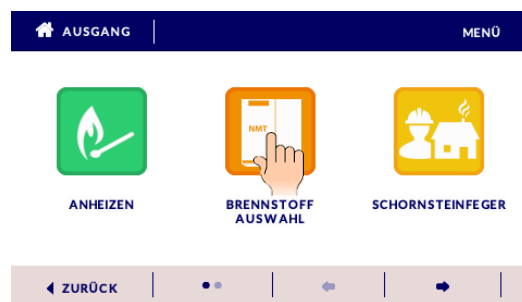 AUSGANG
MENÜ
NMT
ANHEIZEN
BRENNSTOFF
AUSWAHL
SCHORNSTEINFEGER
ZURÜCK